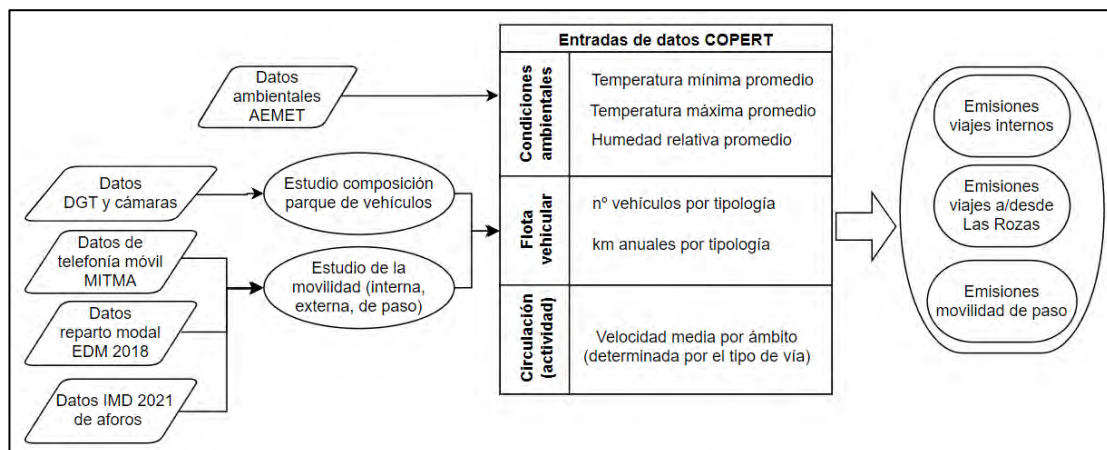 Datos
ambientales
AEMET
Datos
DGT y cámaras
Datos de
telefonía móvil
MITMA
Datos
reparto modal
EDM 2018
Datos IMD 2021
de aforos
Estudio composición
parque de vehículos
Estudio de la
movilidad (interna,
externa, de paso)
Entradas de datos COPERT
Condiciones
ambientales
Temperatura mínima promedio
Temperatura máxima promedio
Humedad relativa promedio
Flota
vehicular
nº vehículos por tipología
km anuales por tipología
Circulación
(actividad)
Velocidad media por ámbito
(determinada por el tipo de vía)
Emisiones
viajes internos
Emisiones
viajes a/desde
Las Rozas
Emisiones
movilidad de paso